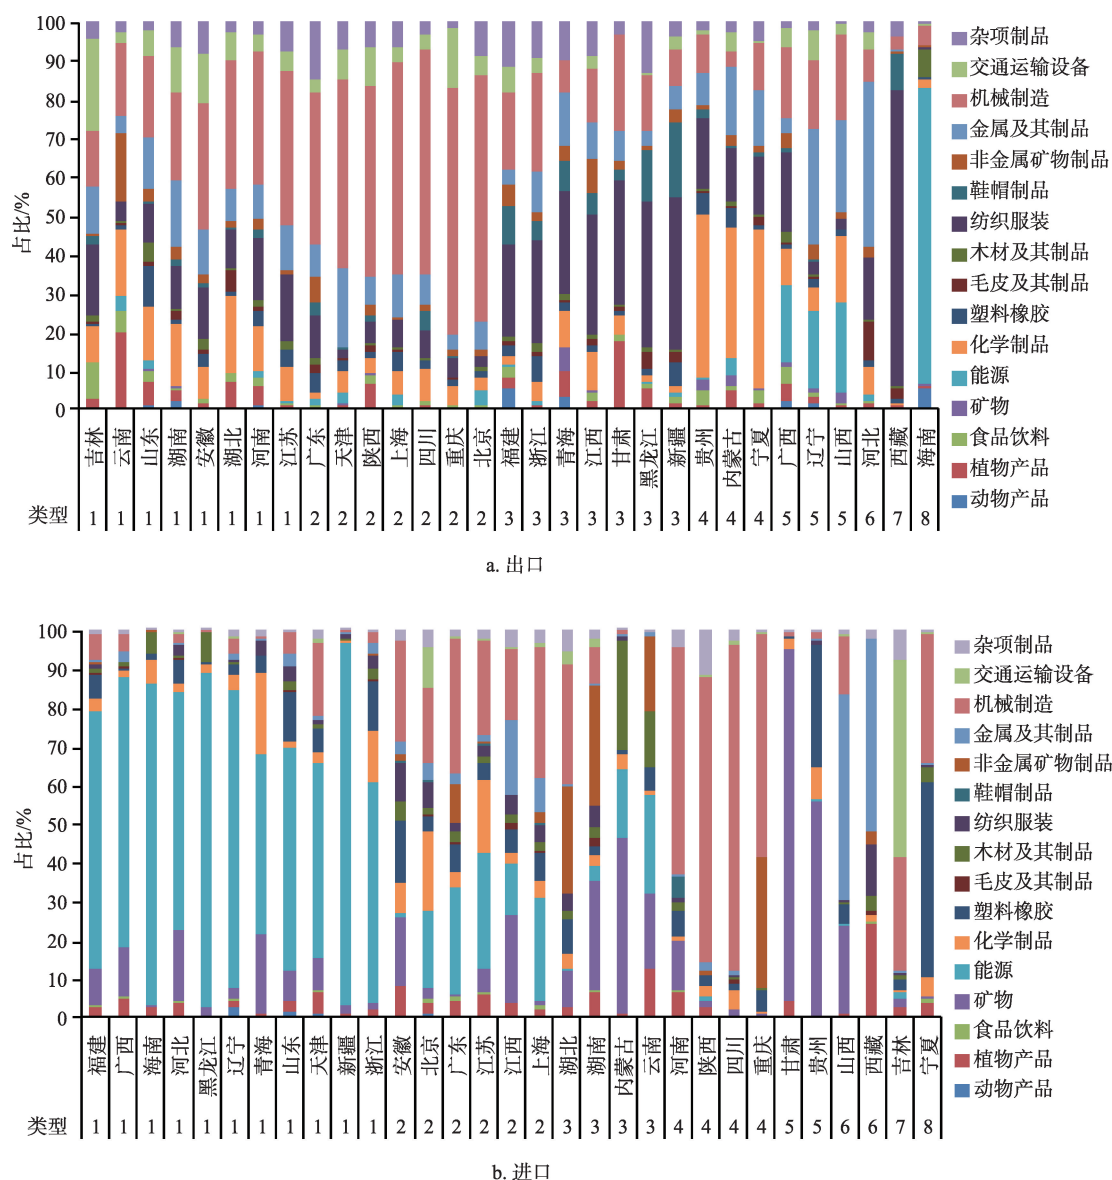 100
90
80
70
60
50
40
30
20
10
0
占比/%
吉林 云南 山东 湖南 安徽 湖北 河南 江苏 广东 天津 陕西 上海 四川 重庆 北京 福建 浙江 青海 江西 甘肃 黑龙江 新疆 贵州 内蒙古 宁夏 广西 辽宁 山西 河北 西藏 海南
类型 1 1 1 1 1 1 1 1 2 2 2 2 2 2 2 3 3 3 3 3 3 3 4 4 4 5 5 5 6 7 8
杂项制品
交通运输设备
机械制造
金属及其制品
非金属矿物制品
鞋帽制品
纺织服装
木材及其制品
毛皮及其制品
塑料橡胶
化学制品
能源
矿物
食品饮料
植物产品
动物产品
a. 出口
100
90
80
70
60
50
40
30
20
10
0
占比/%
福建 广西 海南 河北 黑龙江 辽宁 青海 山东 天津 新疆 浙江 安徽 北京 广东 江苏 江西 上海 湖北 湖南 内蒙古 云南 河南 陕西 四川 重庆 甘肃 贵州 山西 西藏 吉林 宁夏
类型 1 1 1 1 1 1 1 1 1 1 1 2 2 2 2 2 2 3 3 3 3 4 4 4 4 5 5 6 6 7 8
杂项制品
交通运输设备
机械制造
金属及其制品
非金属矿物制品
鞋帽制品
纺织服装
木材及其制品
毛皮及其制品
塑料橡胶
化学制品
能源
矿物
食品饮料
植物产品
动物产品
b. 进口